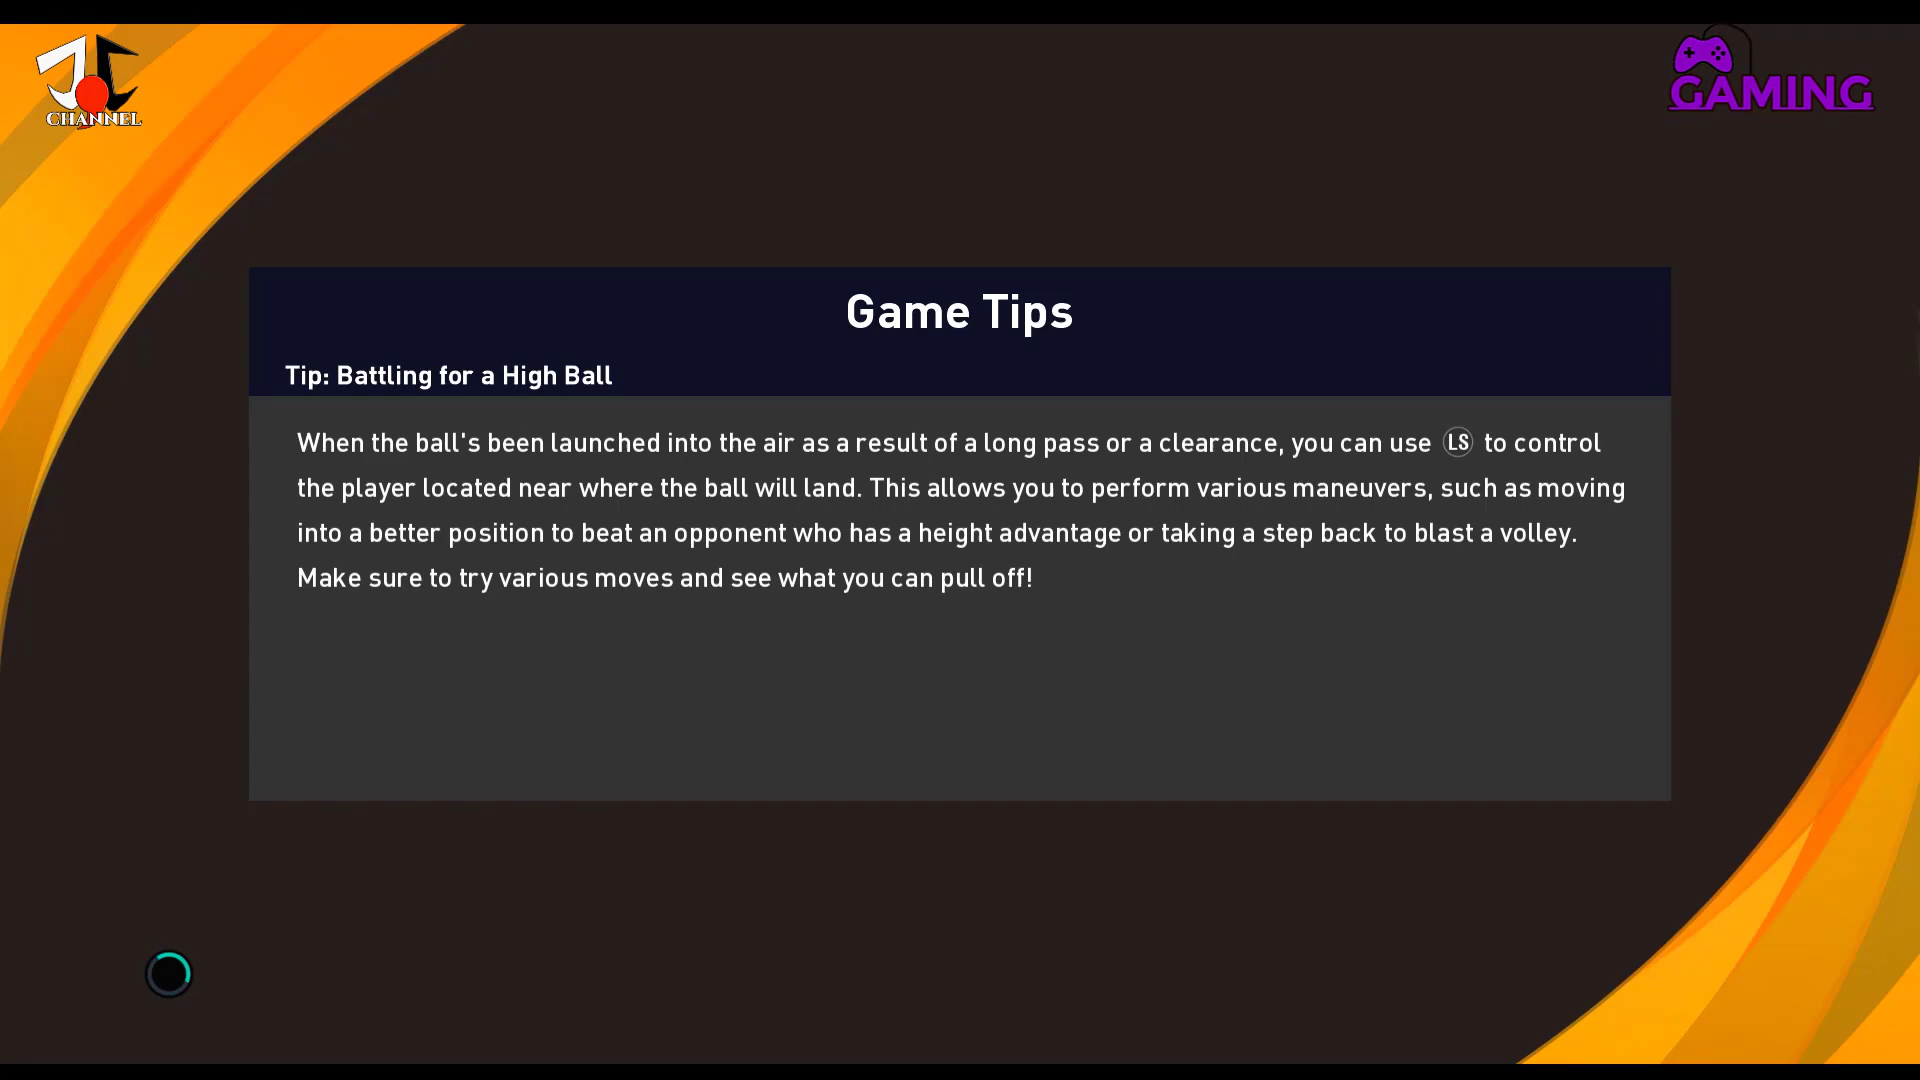 CHANNEL
GAMING
Game Tips
Tip: Battling for a High Ball
When the ball's been launched into the air as a result of a long pass or a clearance, you can use LS to control
the player located near where the ball will land. This allows you to perform various maneuvers, such as moving
into a better position to beat an opponent who has a height advantage or taking a step back to blast a volley.
Make sure to try various moves and see what you can pull off!